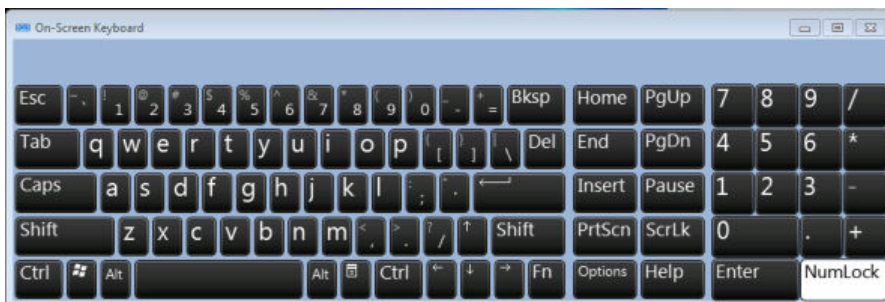 On-Screen Keyboard
Esc ~ ` ! 1 @ 2 # 3 $ 4 % 5 ^ 6 & 7 * 8 ( 9 ) 0 _ - + = Bksp Home PgUp 7 8 9 /
Tab q w e r t y u i o p { [ } ] | \ Del End PgDn 4 5 6 *
Caps a s d f g h j k l : ; " ' Insert Pause 1 2 3 -
Shift z x c v b n m < , > . ? / ↑ Shift PrtScn ScrLk 0 . +
Ctrl Alt Alt Ctrl ← ↓ → Fn Options Help Enter NumLock